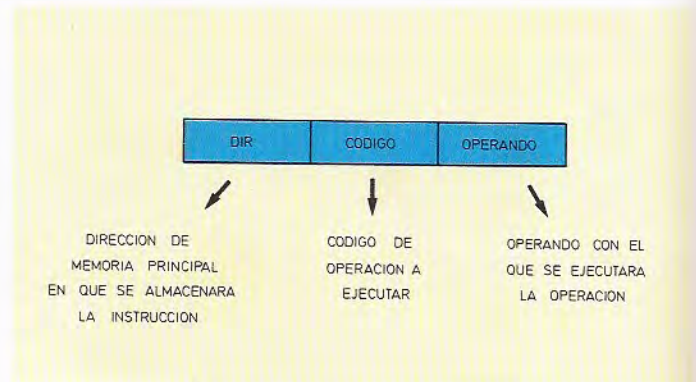 DIR CODIGO OPERANDO
DIRECCION DE
MEMORIA PRINCIPAL
EN QUE SE ALMACENARA
LA INSTRUCCION
CODIGO DE
OPERACION A
EJECUTAR
OPERANDO CON EL
QUE SE EJECUTARA
LA OPERACION